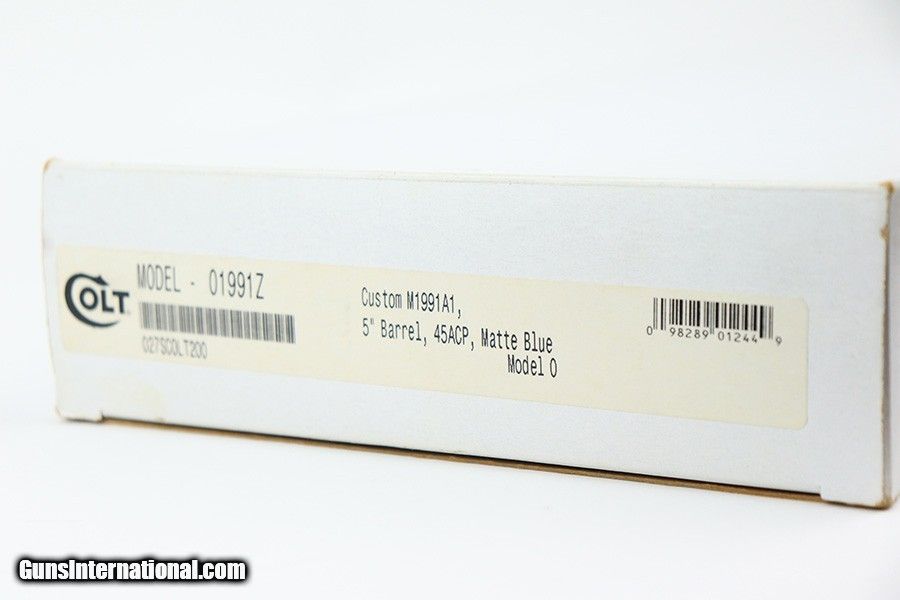 COLT
MODEL - 01991Z
027SCOLT200
Custom M1991A1,
5" Barrel, 45ACP, Matte Blue
Model O
0 98289 01244 9
GunsInternational.com